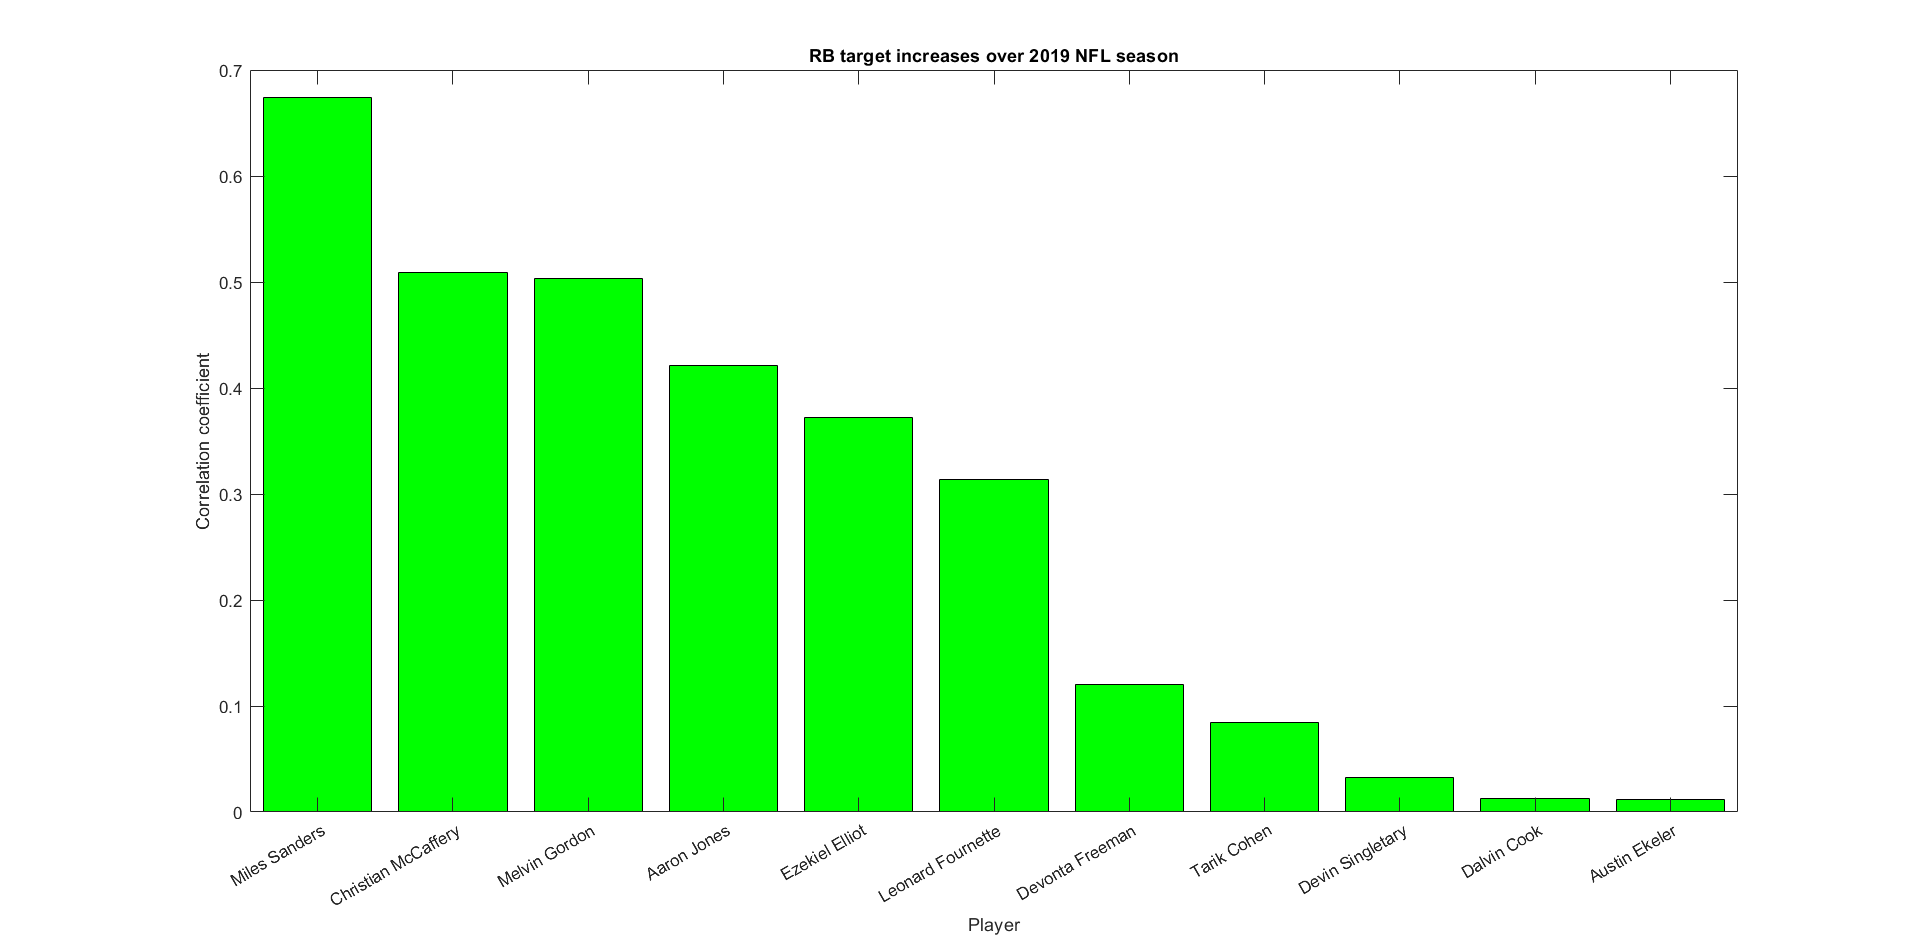 RB target increases over 2019 NFL season
0.7
0.6
0.5
0.4
0.3
0.2
0.1
0
Correlation coefficient
Miles Sanders
Christian McCaffery
Melvin Gordon
Aaron Jones
Ezekiel Elliot
Leonard Fournette
Devonta Freeman
Tarik Cohen
Devin Singletary
Dalvin Cook
Austin Ekeler
Player